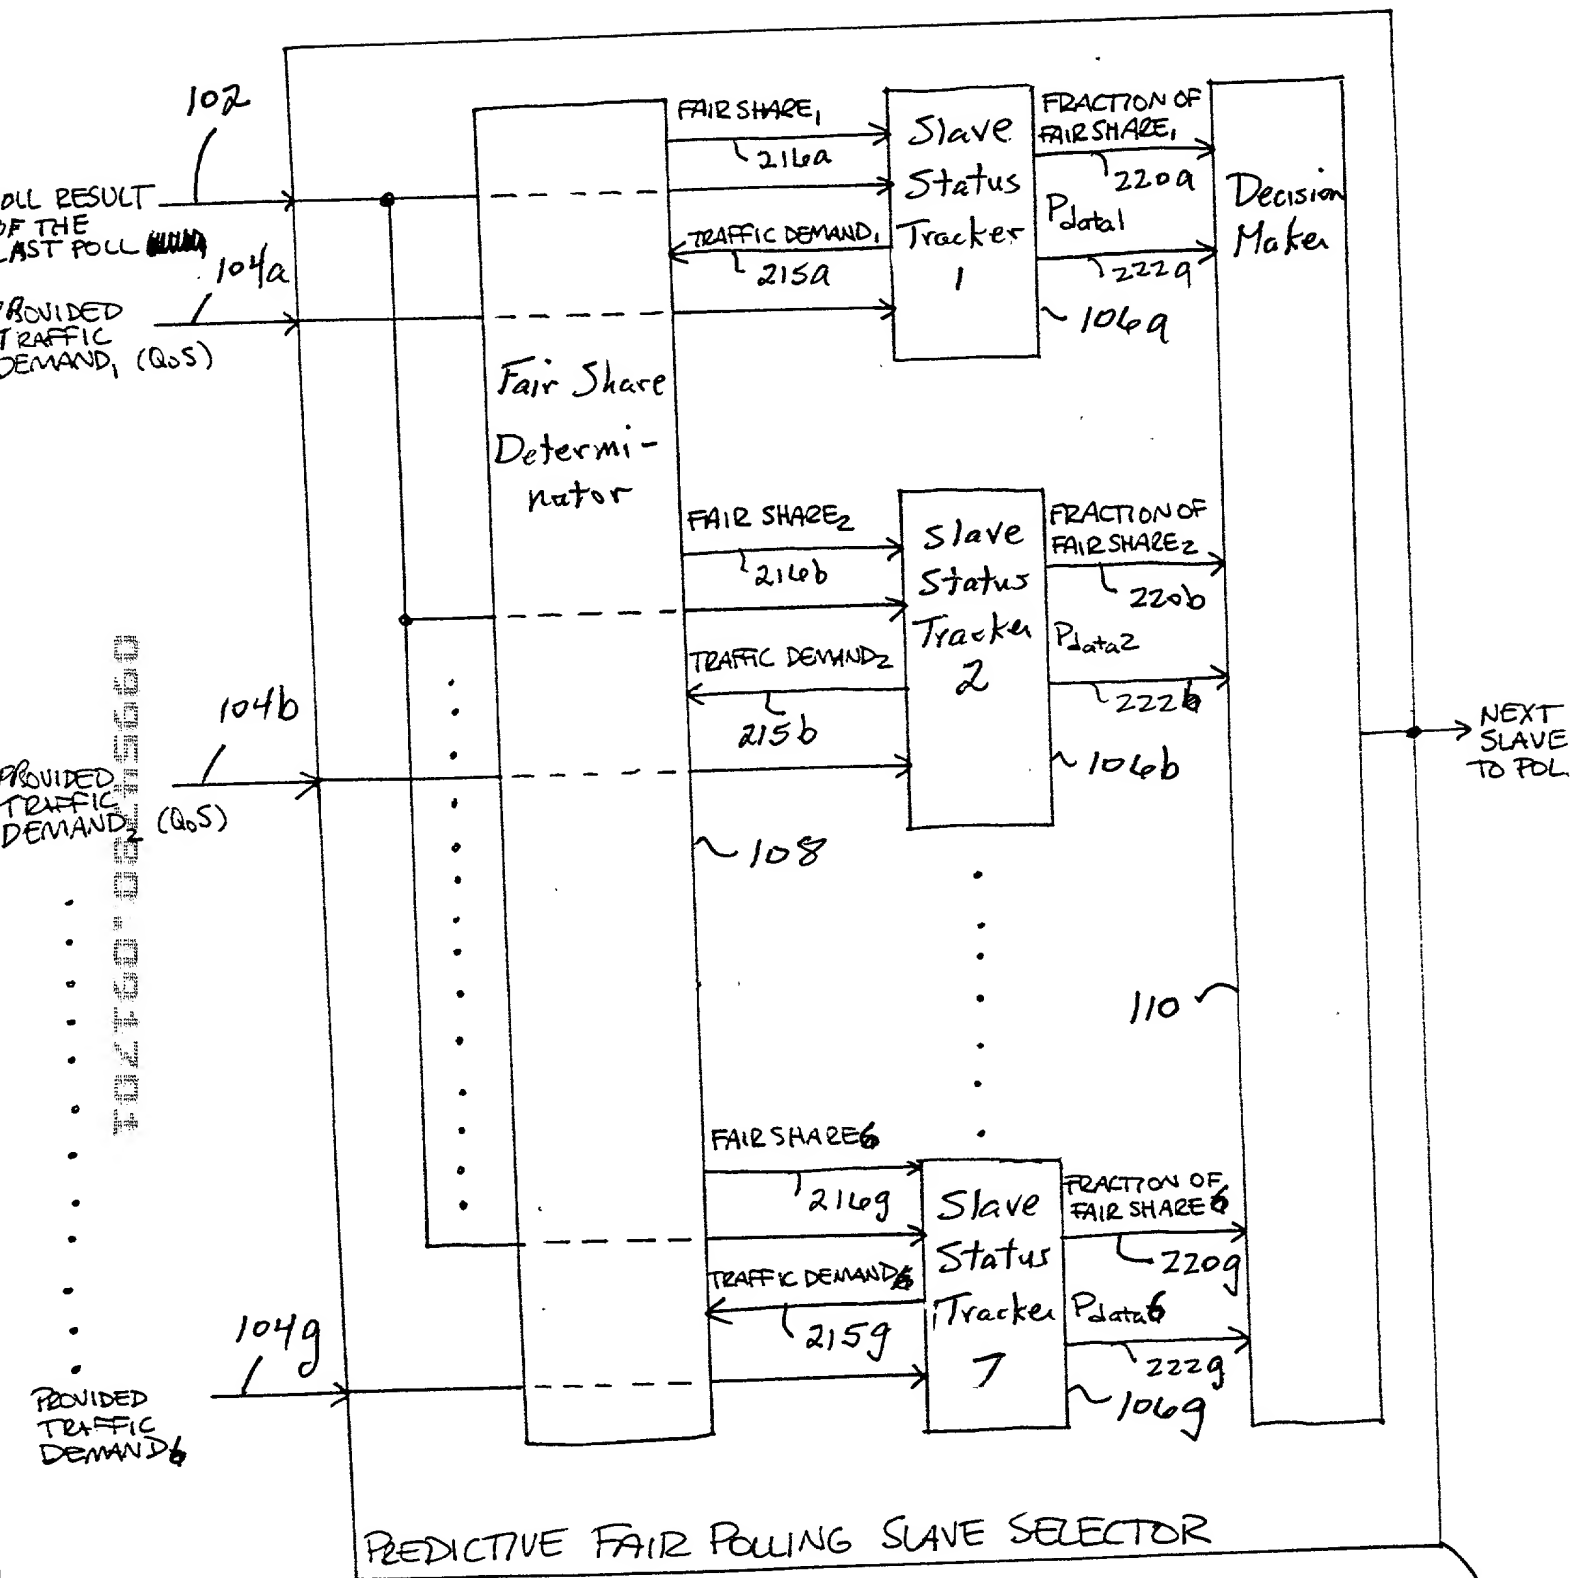 102
OLL RESULT
OF THE
LAST POLL
104a
PROVIDED
TRAFFIC
DEMAND1 (QoS)
104b
PROVIDED
TRAFFIC
DEMAND2 (QoS)
104g
PROVIDED
TRAFFIC
DEMAND6
Fair Share
Determi-
nator
108
FAIR SHARE1
216a
TRAFFIC DEMAND1
215a
Slave
Status
Tracker
1
106a
FRACTION OF
FAIR SHARE1
220a
Pdata1
222a
Decision
Maker
FAIR SHARE2
216b
TRAFFIC DEMAND2
215b
Slave
Status
Tracker
2
106b
FRACTION OF
FAIR SHARE2
220b
Pdata2
222b
110
NEXT
SLAVE
TO POL
FAIR SHARE6
216g
TRAFFIC DEMAND6
215g
Slave
Status
Tracker
7
106g
FRACTION OF
FAIR SHARE6
220g
Pdata6
222g
PREDICTIVE FAIR POLLING SLAVE SELECTOR